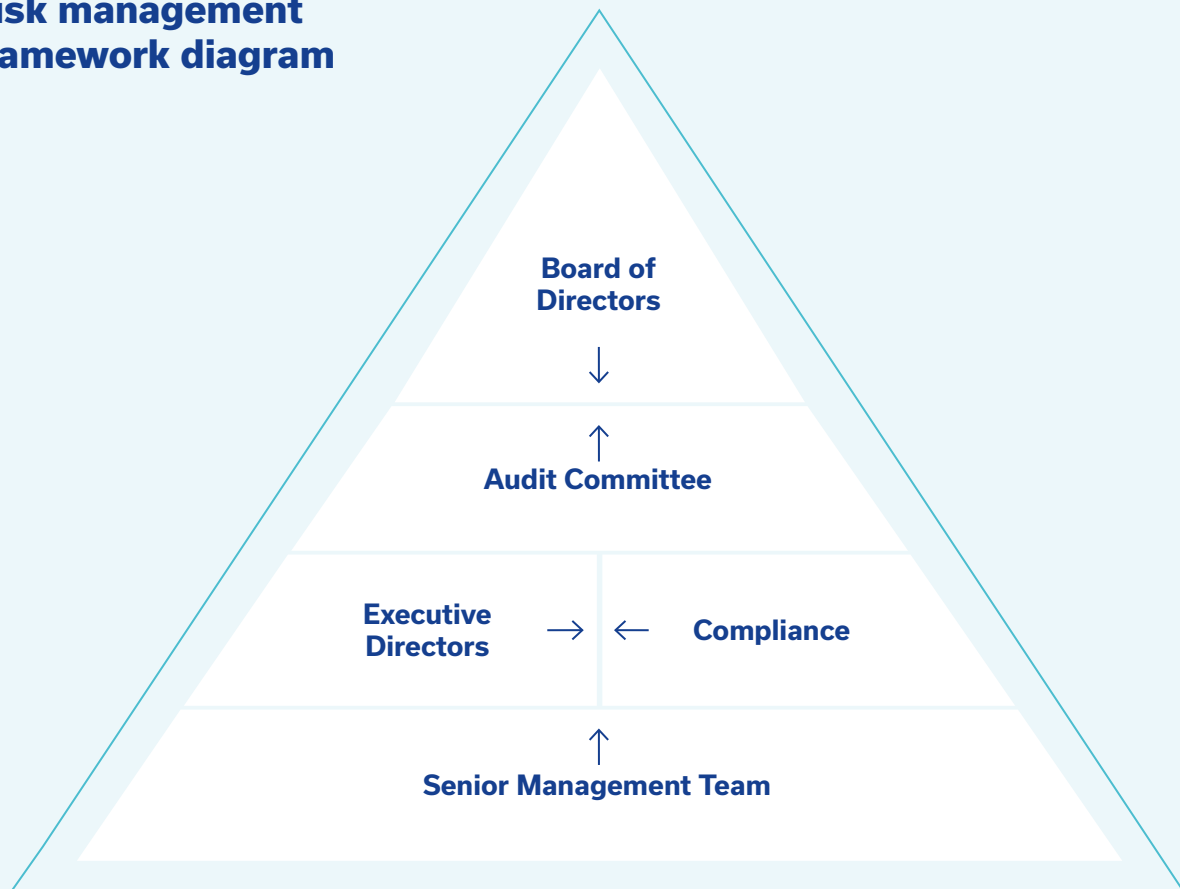 isk management
amework diagram
Board of
Directors
Audit Committee
Executive
Directors
Compliance
Senior Management Team